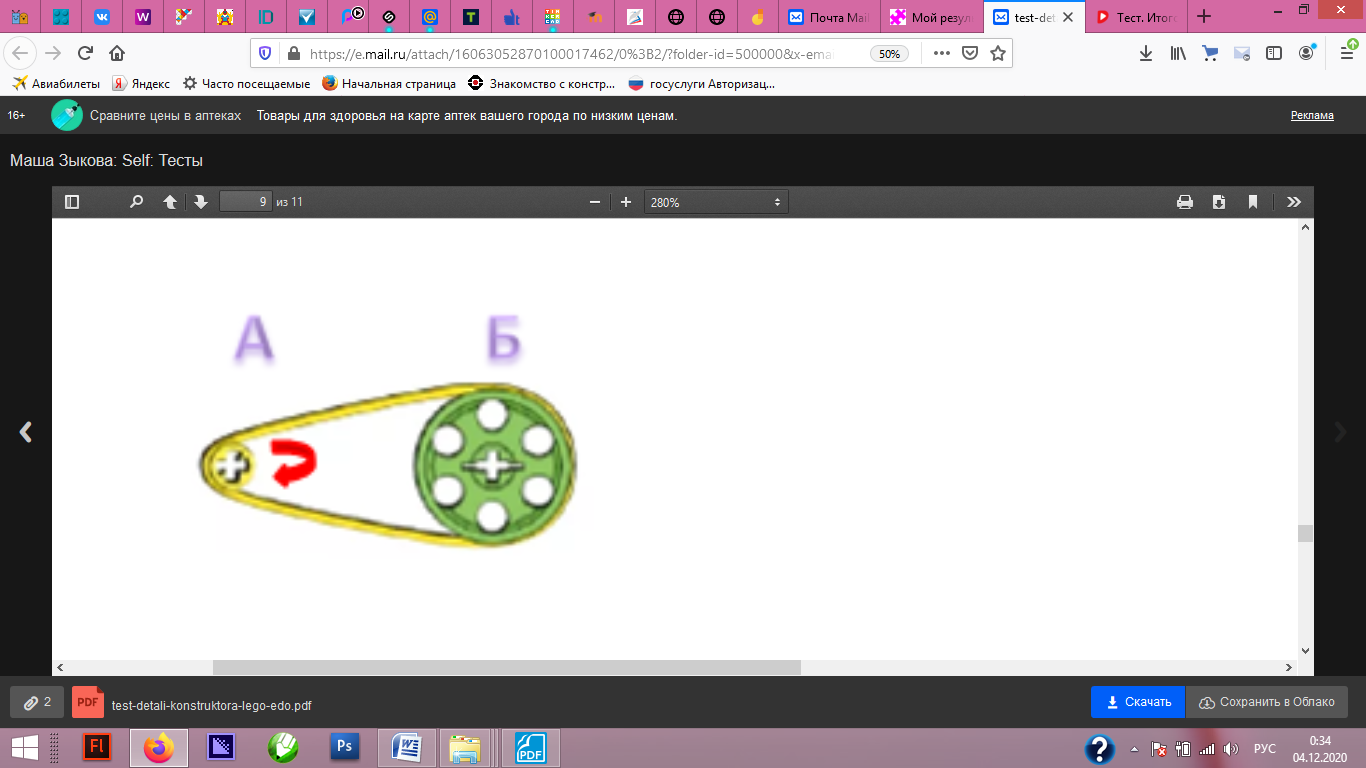 Почта Mail
Мой резул
test-det
Тест. Итог
https://e.mail.ru/attach/16063052870100017462/0%3B2/?folder-id=500000&x-ema
50%
Авиабилеты
Яндекс
Часто посещаемые
Начальная страница
Знакомство с констр...
госуслуги Авторизац...
16+
Сравните цены в аптеках
Товары для здоровья на карте аптек вашего города по низким ценам.
Реклама
Маша Зыкова: Self: Тесты
9 из 11
280%
А
Б
2
PDF
test-detali-konstruktora-lego-edo.pdf
Скачать
Сохранить в Облако
Fl
Ps
PDF
РУС
0:34
04.12.2020